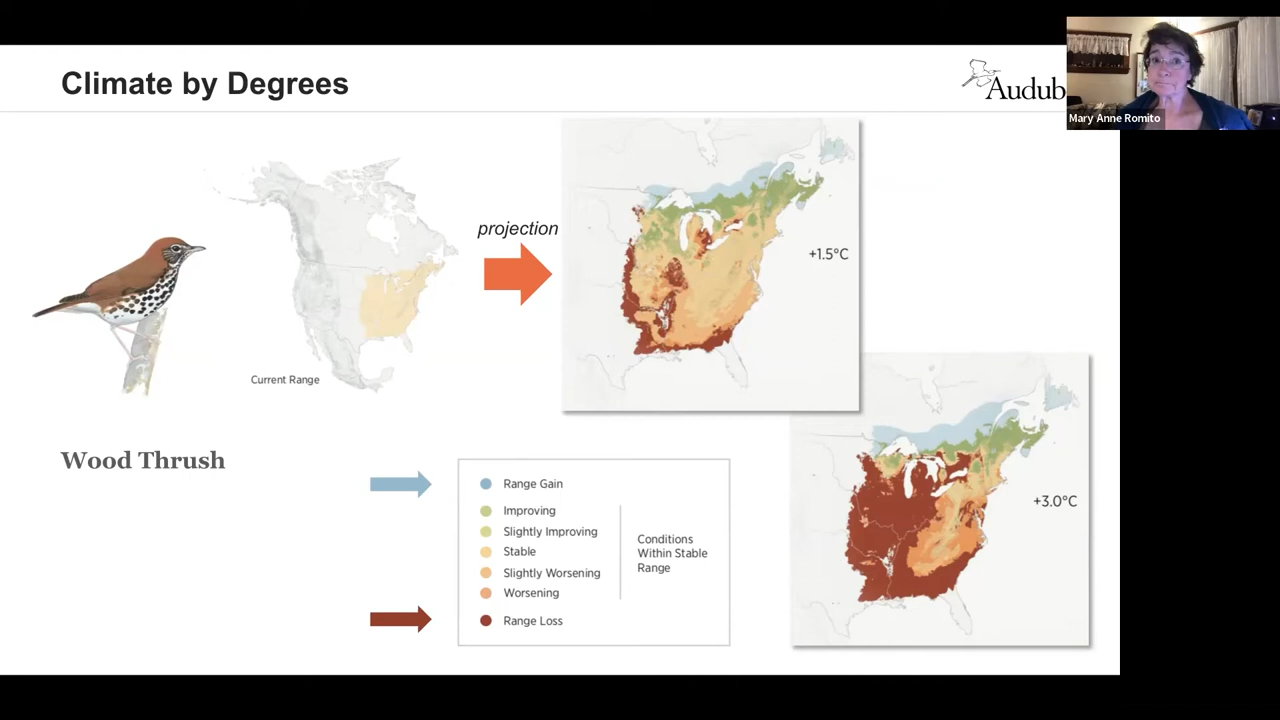 Climate by Degrees
Audub
Mary Anne Romito
projection
+1.5°C
Current Range
Wood Thrush
Range Gain
Improving
Slightly Improving
Stable
Slightly Worsening
Worsening
Range Loss
Conditions
Within Stable
Range
+3.0°C